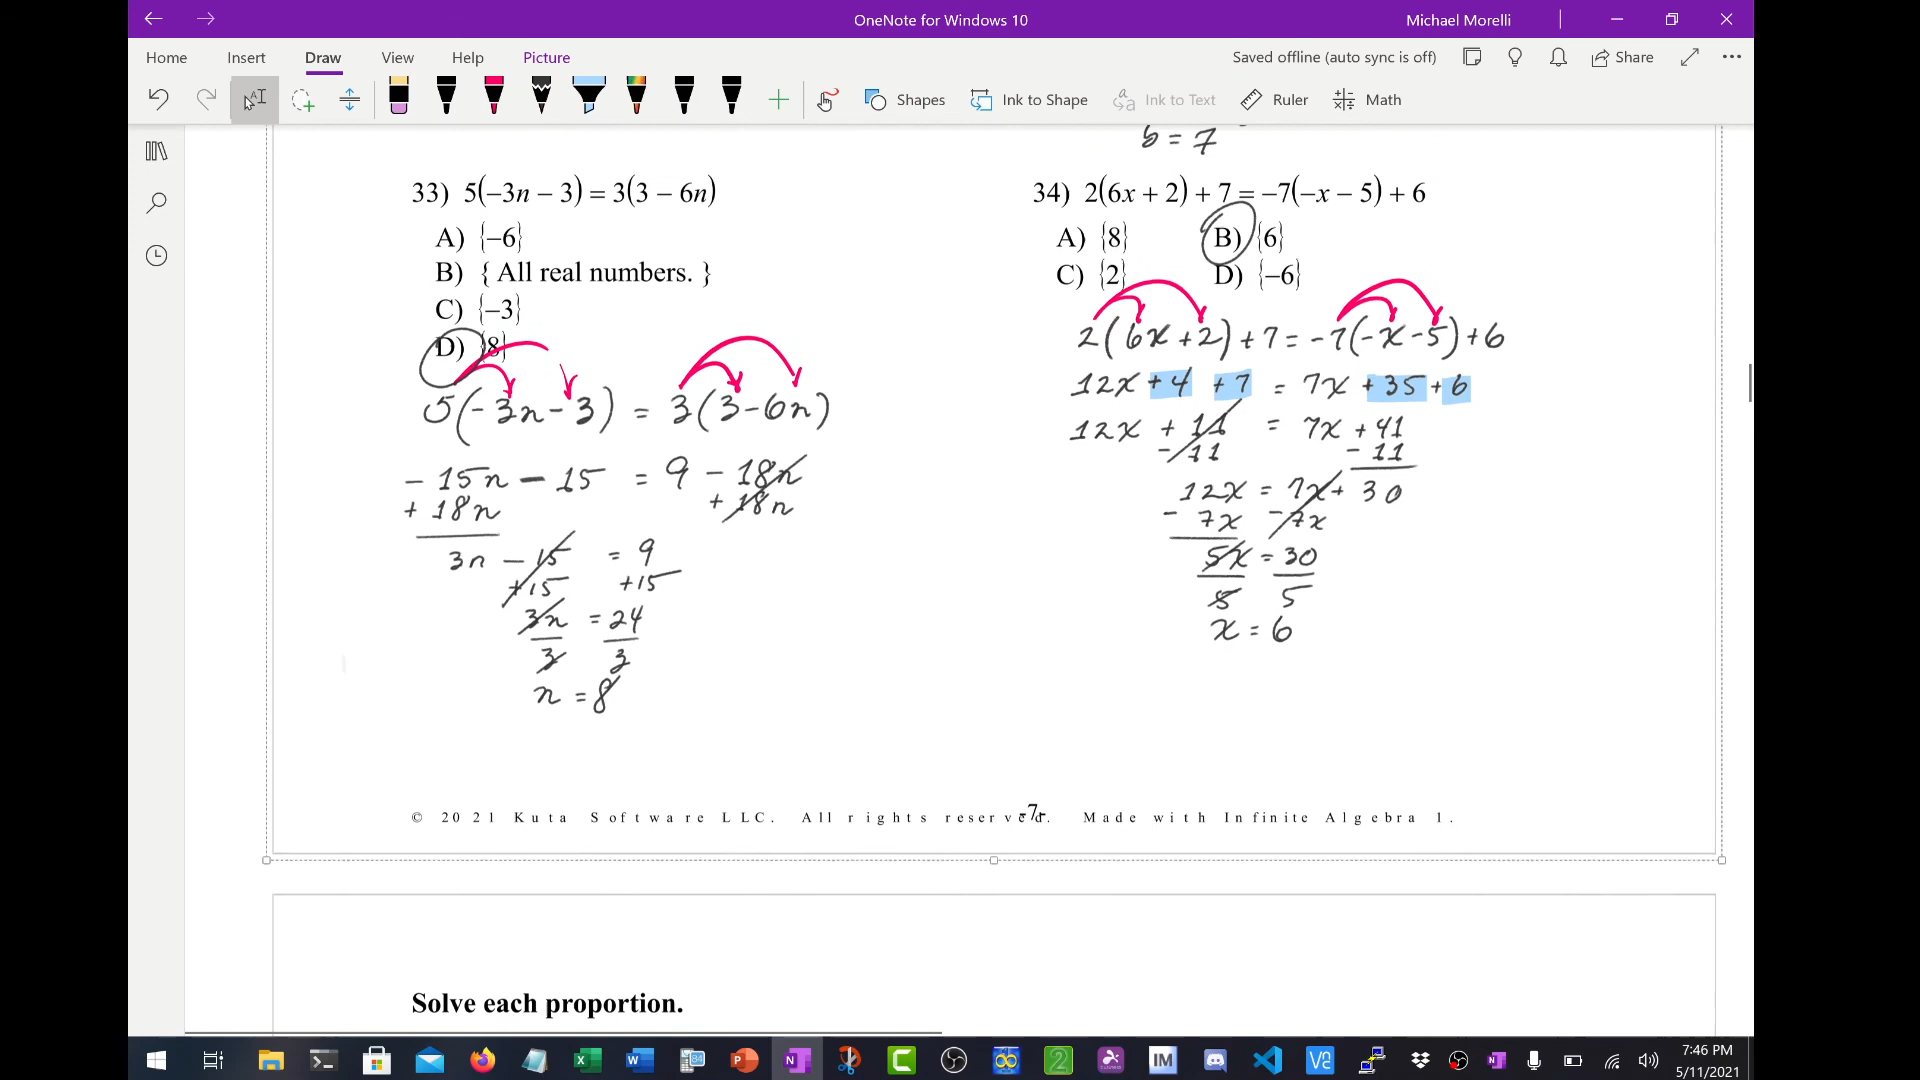 OneNote for Windows 10
Michael Morelli
Home Insert Draw View Help Picture
Saved offline (auto sync is off)
Share
Shapes
Ink to Shape
Ink to Text
Ruler
Math
b = 7
33) 5(−3n − 3) = 3(3 − 6n)
A) {−6}
B) { All real numbers. }
C) {−3}
D) {8}
5(-3n-3) = 3(3-6n)
- 15n - 15 = 9 - 18n
+ 18n + 18n
3n - 15 = 9
+15 +15
3n = 24
3 3
n = 8
34) 2(6x + 2) + 7 = −7(−x − 5) + 6
A) {8} B) {6}
C) {2} D) {−6}
2(6x+2)+7 = -7(-x-5)+6
12x +4 +7 = 7x +35 +6
12x + 11 = 7x + 41
- 11 - 11
12x = 7x + 30
- 7x - 7x
5x = 30
5 5
x = 6
© 2021 Kuta Software LLC. All rights reserved. Made with Infinite Algebra 1.
-7-
Solve each proportion.
7:46 PM
5/11/2021